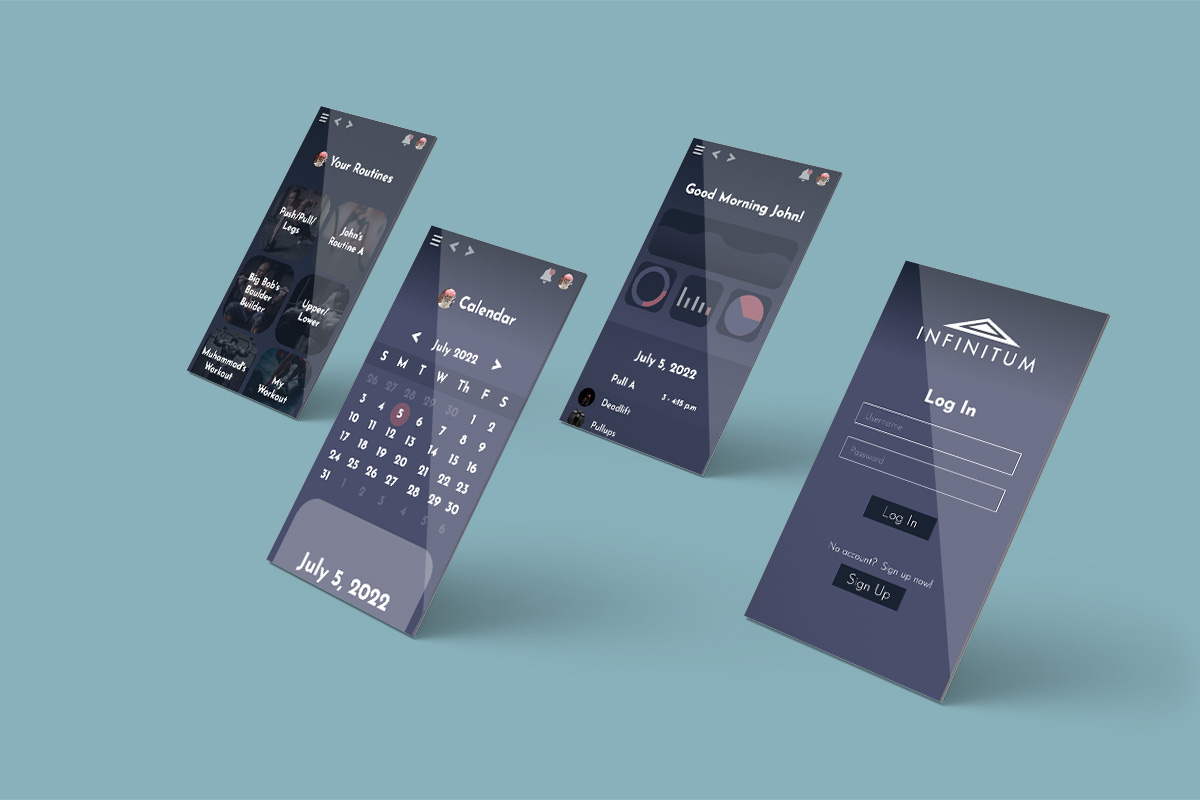 Your Routines
Push/Pull/
Legs
John's
Routine A
Big Bob's
Boulder
Builder
Upper/
Lower
Muhammad's
Workout
My
Workout
Calendar
July 2022
S M T W Th F S
26 27 28 29 30 1 2
3 4 5 6 7 8 9
10 11 12 13 14 15 16
17 18 19 20 21 22 23
24 25 26 27 28 29 30
31 1 2 3 4 5 6
July 5, 2022
Good Morning John!
July 5, 2022
Pull A
3 - 4:15 p.m
Deadlift
Pullups
INFINITUM
Log In
Username
Password
Log In
No account? Sign up now!
Sign Up